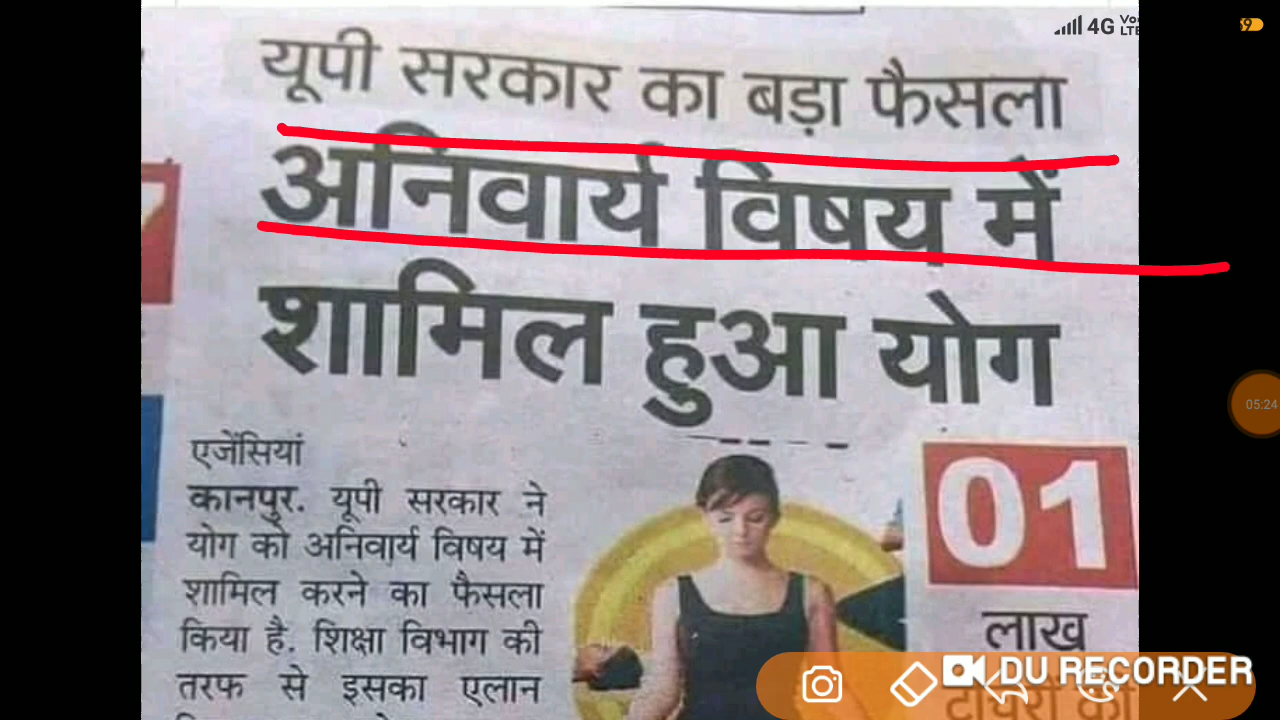 4G VoLTE
यूपी सरकार का बड़ा फैसला
अनिवार्य विषय में
शामिल हुआ योग
एजेंसियां
कानपुर. यूपी सरकार ने
योग को अनिवार्य विषय में
शामिल करने का फैसला
किया है. शिक्षा विभाग की
तरफ से इसका एलान
01
लाख
05:24
DU RECORDER